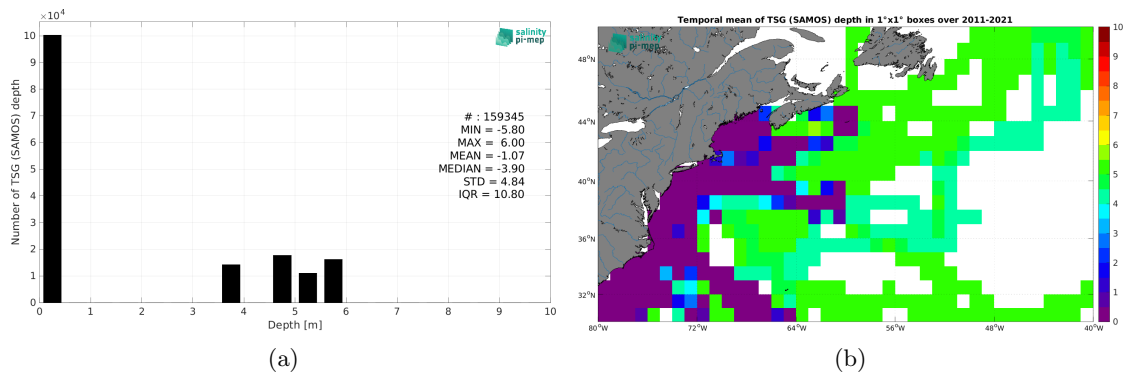 ×10⁴
10
9
8
7
6
5
4
3
2
1
0
Number of TSG (SAMOS) depth
salinity
pi-mep
# : 159345
MIN = -5.80
MAX = 6.00
MEAN = -1.07
MEDIAN = -3.90
STD = 4.84
IQR = 10.80
0 1 2 3 4 5 6 7 8 9 10
Depth [m]
(a)
Temporal mean of TSG (SAMOS) depth in 1°x1° boxes over 2011-2021
salinity
pi-mep
48°N
44°N
40°N
36°N
32°N
80°W 72°W 64°W 56°W 48°W 40°W
10
9
8
7
6
5
4
3
2
1
0
(b)